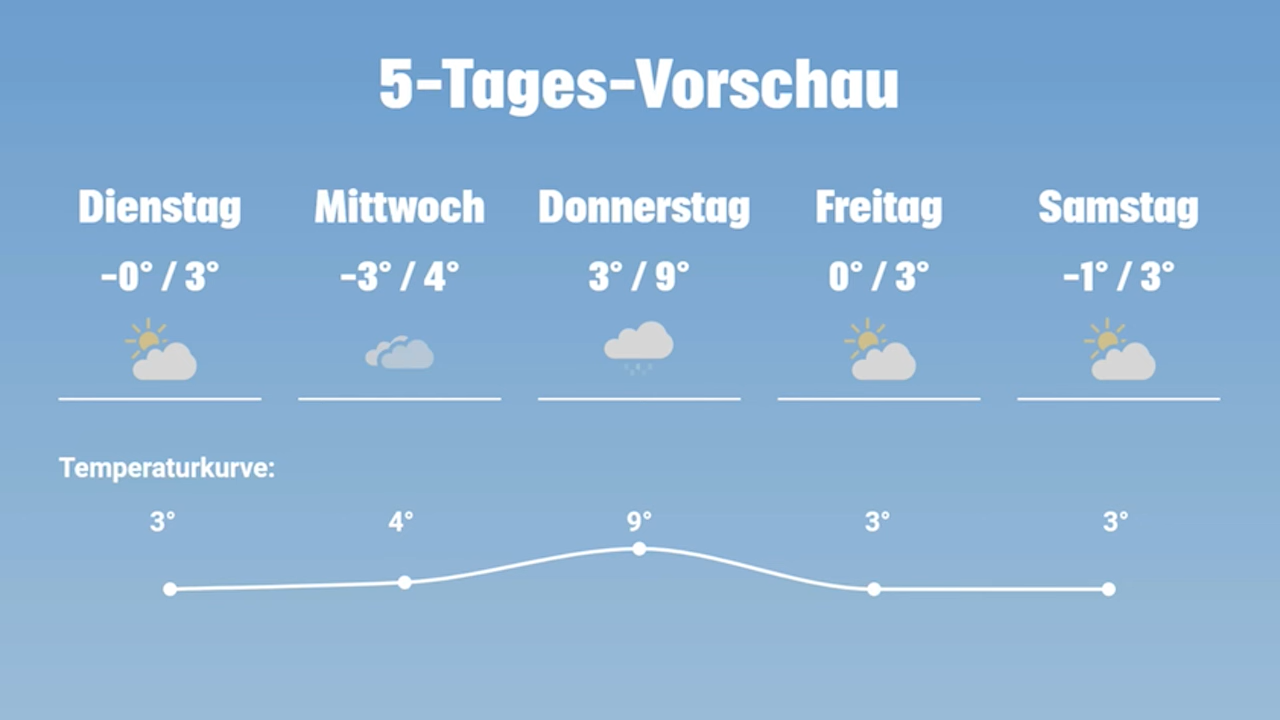 5-Tages-Vorschau
Dienstag Mittwoch Donnerstag Freitag Samstag
-0° / 3° -3° / 4° 3° / 9° 0° / 3° -1° / 3°
Temperaturkurve:
3° 4° 9° 3° 3°